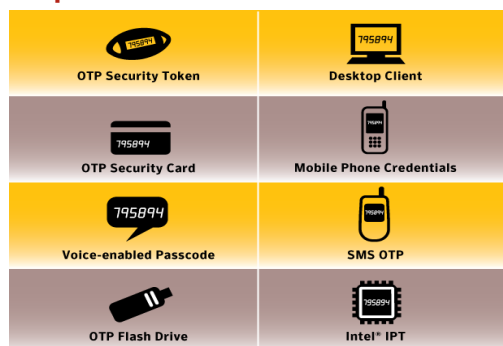 795894
795894
OTP Security Token
Desktop Client
795894
795894
OTP Security Card
Mobile Phone Credentials
795894
795894
Voice-enabled Passcode
SMS OTP
795894
OTP Flash Drive
Intel® IPT